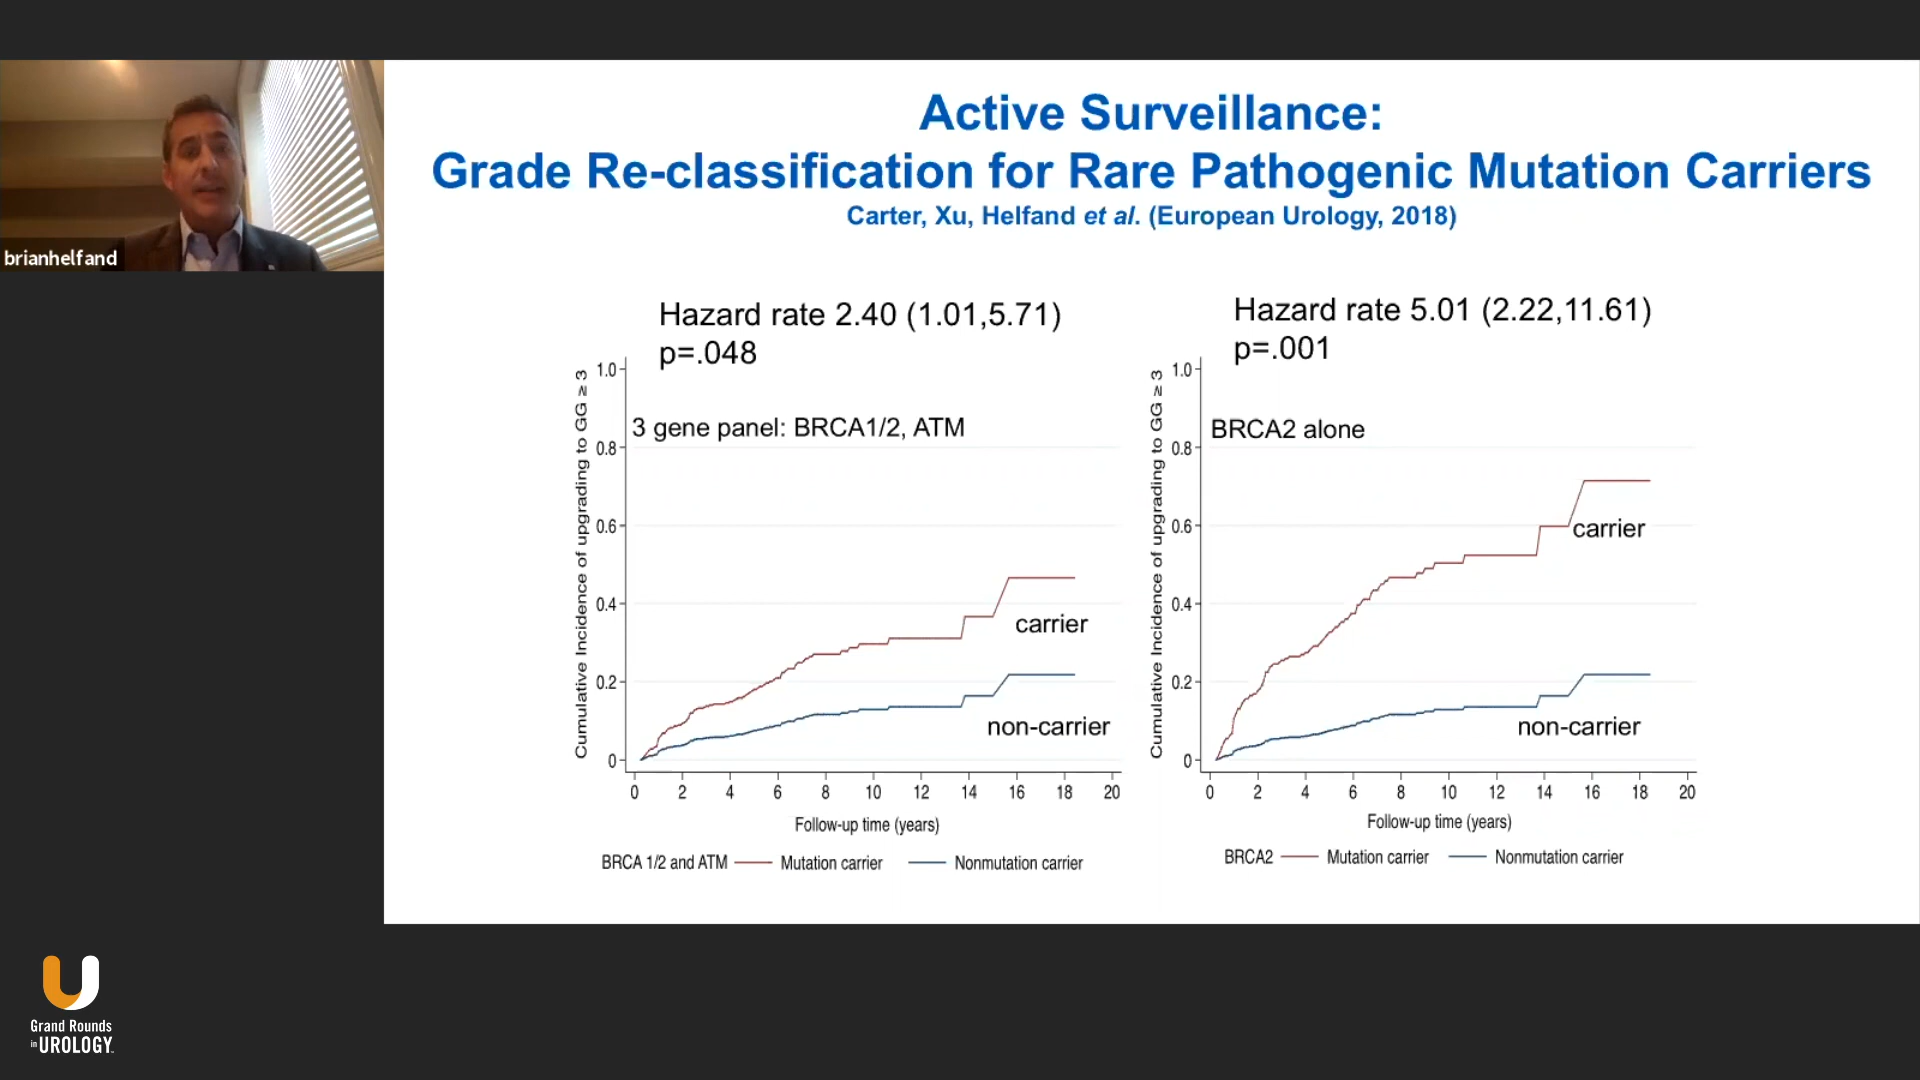 Active Surveillance:
Grade Re-classification for Rare Pathogenic Mutation Carriers
Carter, Xu, Helfand et al. (European Urology, 2018)
brianhelfand
Hazard rate 2.40 (1.01,5.71)
p=.048
3 gene panel: BRCA1/2, ATM
Cumulative Incidence of upgrading to GG ≥ 3
1.0
0.8
0.6
0.4
0.2
0
carrier
non-carrier
0 2 4 6 8 10 12 14 16 18 20
Follow-up time (years)
BRCA 1/2 and ATM Mutation carrier Nonmutation carrier
Hazard rate 5.01 (2.22,11.61)
p=.001
BRCA2 alone
Cumulative Incidence of upgrading to GG ≥ 3
1.0
0.8
0.6
0.4
0.2
0
carrier
non-carrier
0 2 4 6 8 10 12 14 16 18 20
Follow-up time (years)
BRCA2 Mutation carrier Nonmutation carrier
Grand Rounds
in UROLOGY